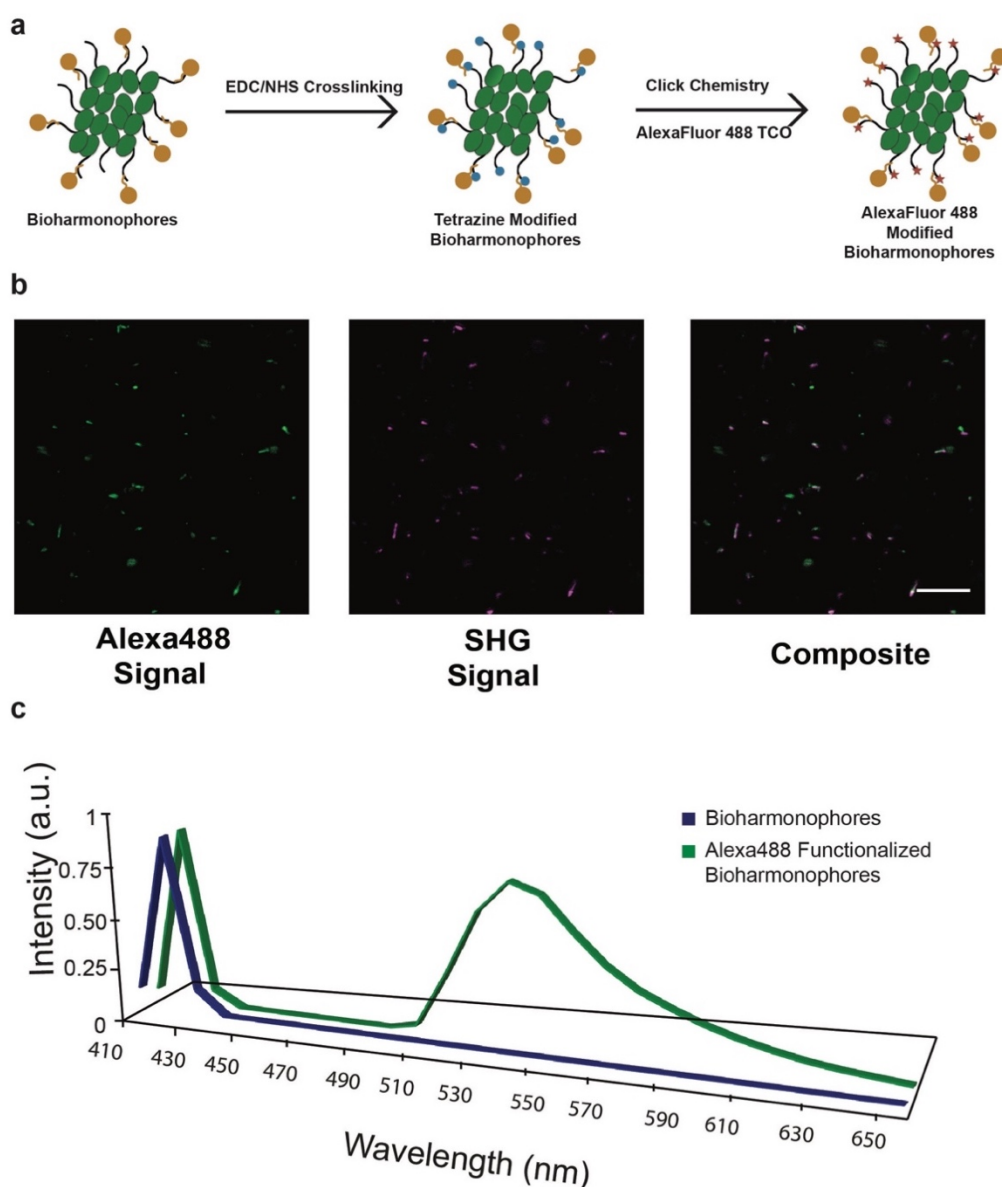 a
EDC/NHS Crosslinking
Click Chemistry
AlexaFluor 488 TCO
Bioharmonophores
Tetrazine Modified
Bioharmonophores
AlexaFluor 488
Modified
Bioharmonophores
b
Alexa488
Signal
SHG
Signal
Composite
c
Intensity (a.u.)
1
0.75
0.50
0.25
0
410
430
450
470
490
510
530
550
570
590
610
630
650
Wavelength (nm)
Bioharmonophores
Alexa488 Functionalized
Bioharmonophores